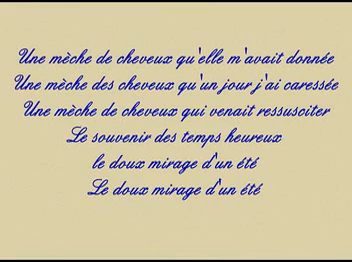 Une mèche de cheveux qu'elle m'avait donnée
Une mèche des cheveux qu'un jour j'ai caressée
Une mèche de cheveux qui venait ressusciter
Le souvenir des temps heureux
le doux mirage d'un été
Le doux mirage d'un été